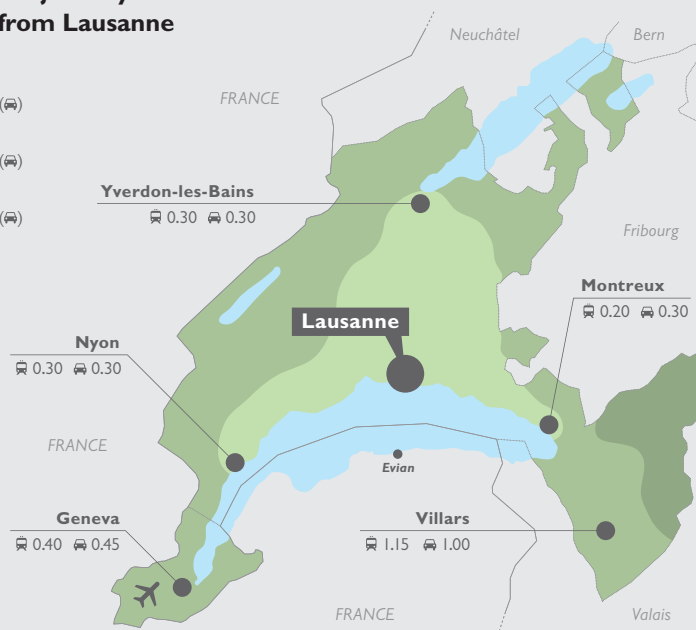 from Lausanne
Neuchâtel
Bern
FRANCE
()
()
()
Yverdon-les-Bains
0.30 0.30
Fribourg
Montreux
0.20 0.30
Lausanne
Nyon
0.30 0.30
FRANCE
Evian
Geneva
0.40 0.45
Villars
1.15 1.00
FRANCE
Valais